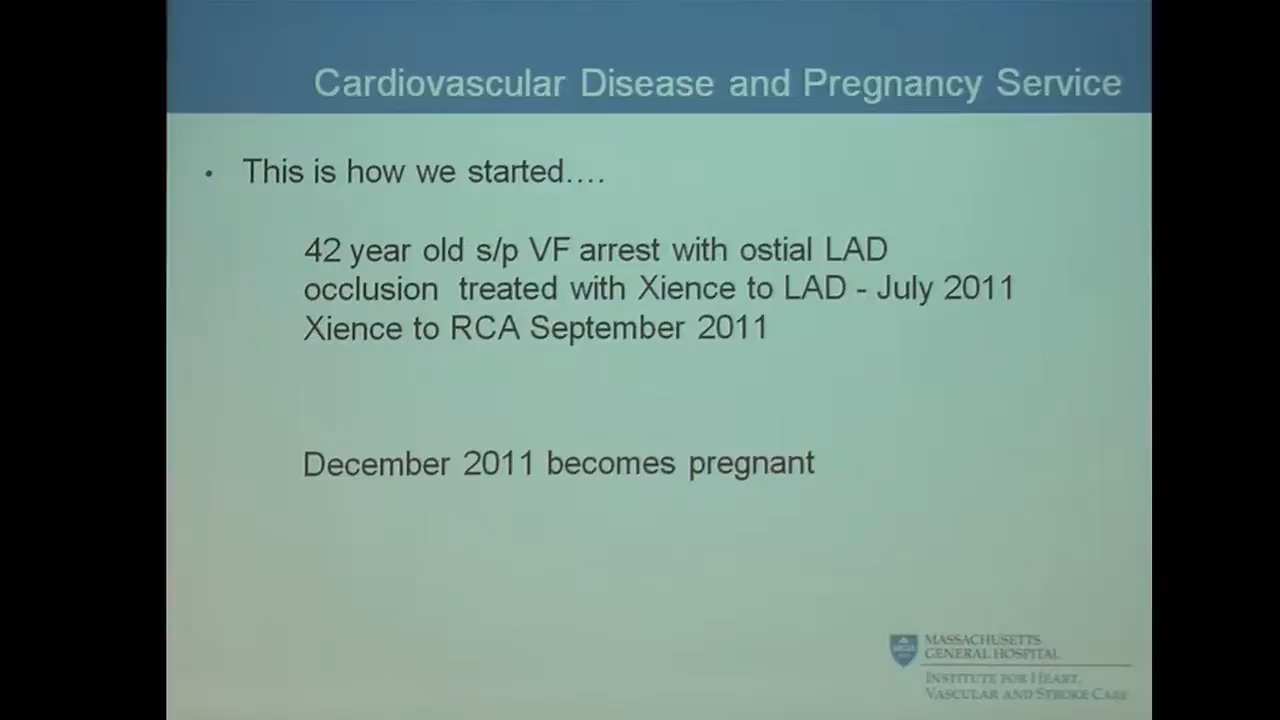 Cardiovascular Disease and Pregnancy Service
• This is how we started….
42 year old s/p VF arrest with ostial LAD
occlusion treated with Xience to LAD - July 2011
Xience to RCA September 2011
December 2011 becomes pregnant
MASSACHUSETTS
GENERAL HOSPITAL
INSTITUTE FOR HEART,
VASCULAR AND STROKE CARE